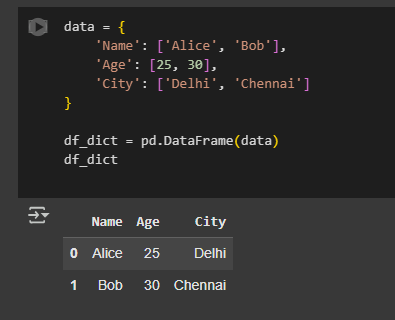 data = {
    'Name': ['Alice', 'Bob'],
    'Age': [25, 30],
    'City': ['Delhi', 'Chennai']
}
df_dict = pd.DataFrame(data)
df_dict
Name Age City
0 Alice 25 Delhi
1 Bob 30 Chennai